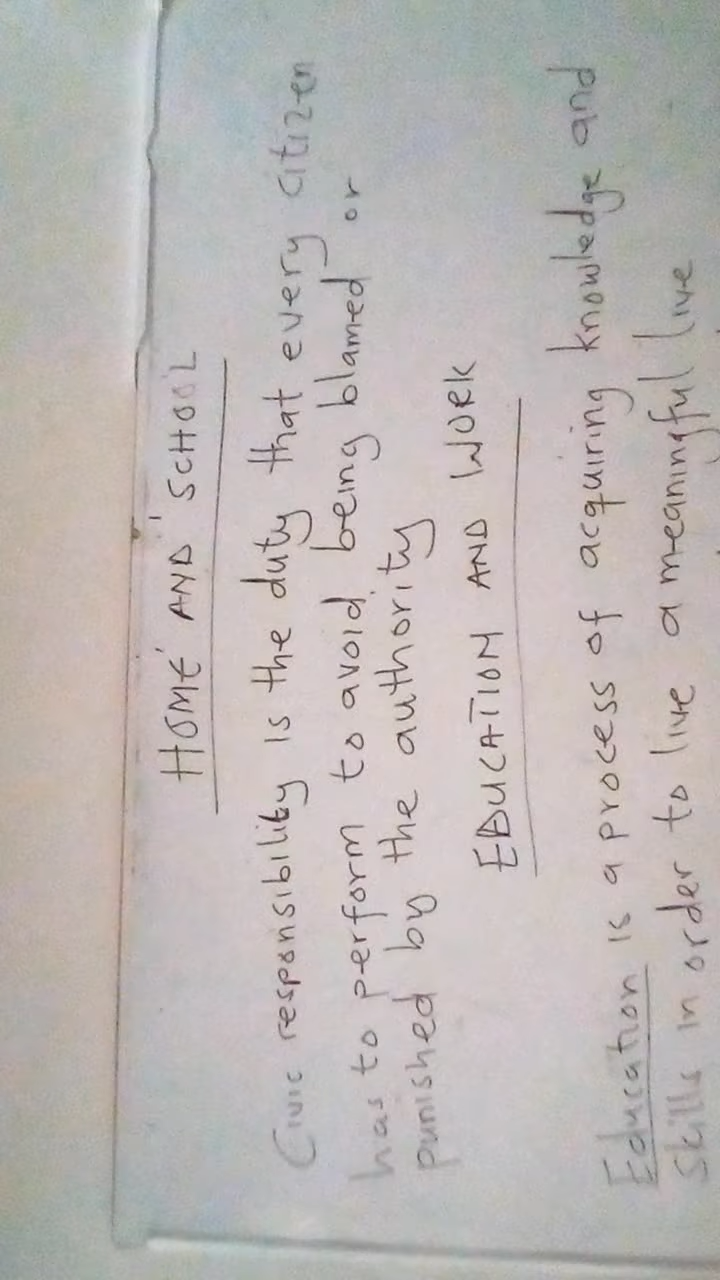 HOME AND SCHOOL
Civic responsibility is the duty that every citizen
has to perform to avoid being blamed or
punished by the authority
EDUCATION AND WORK
Education is a process of acquiring knowledge and
skills in order to live a meaningful live